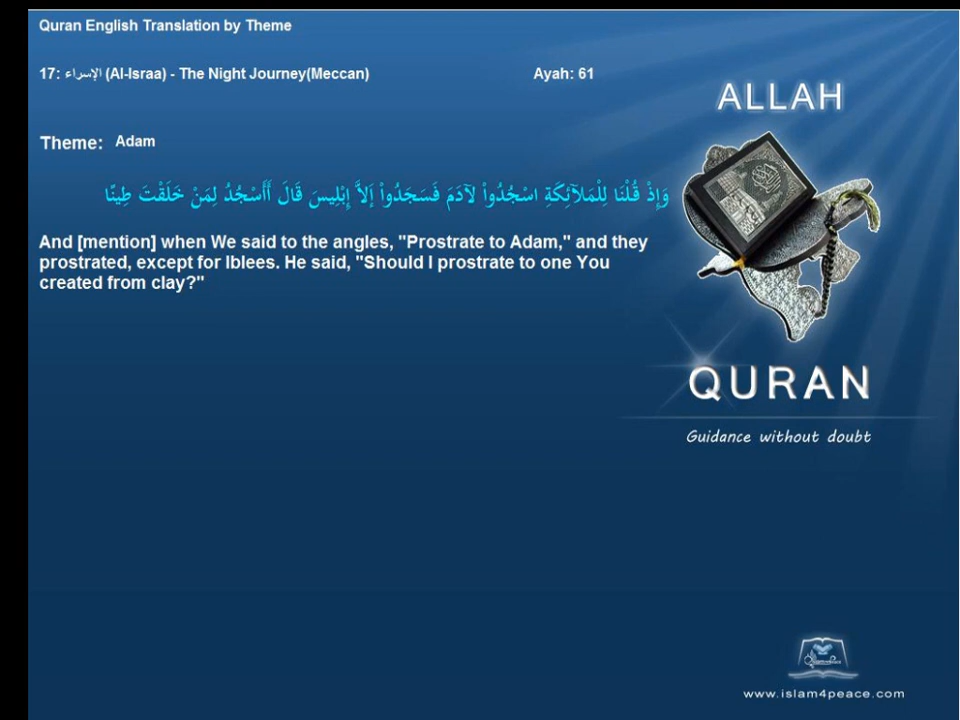 Quran English Translation by Theme
17: الإسراء (Al-Israa) - The Night Journey(Meccan) Ayah: 61
Theme: Adam
وَإِذْ قُلْنَا لِلْمَلآئِكَةِ اسْجُدُواْ لآدَمَ فَسَجَدُواْ إَلاَّ إِبْلِيسَ قَالَ أَأَسْجُدُ لِمَنْ خَلَقْتَ طِينًا
And [mention] when We said to the angles, "Prostrate to Adam," and they
prostrated, except for Iblees. He said, "Should I prostrate to one You
created from clay?"
ALLAH
QURAN
Guidance without doubt
www.islam4peace.com